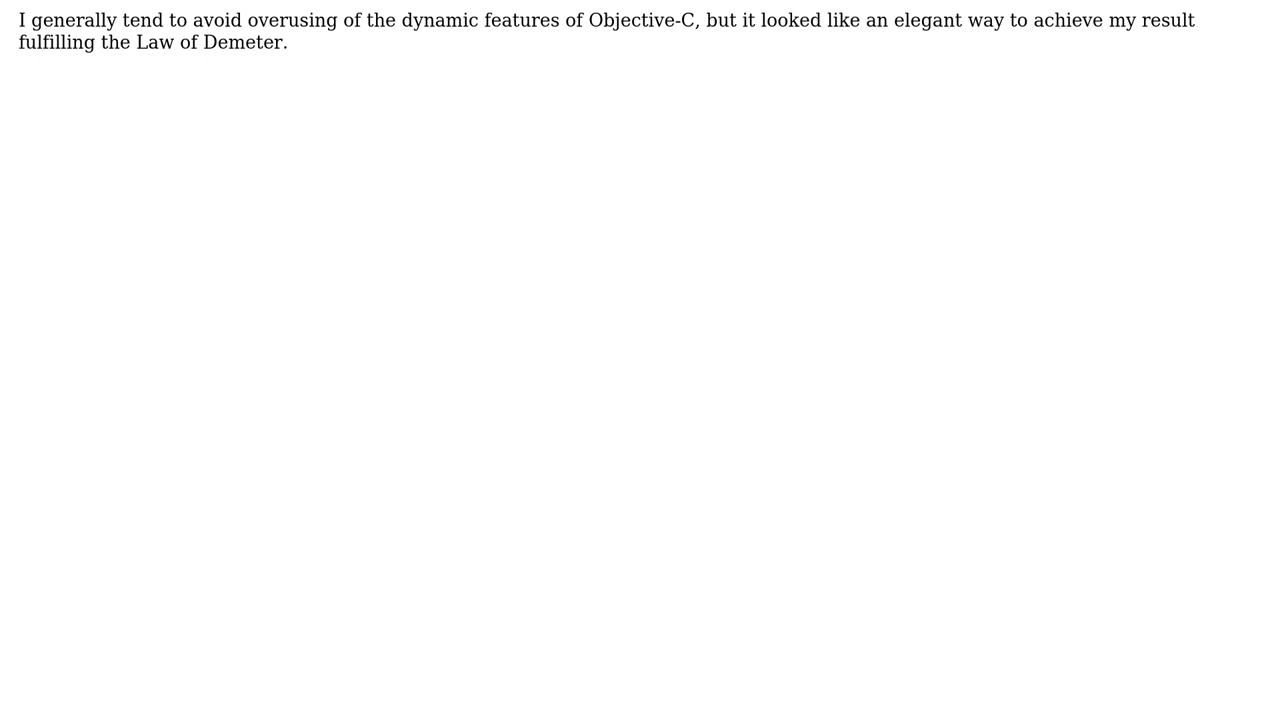 I generally tend to avoid overusing of the dynamic features of Objective-C, but it looked like an elegant way to achieve my result
fulfilling the Law of Demeter.